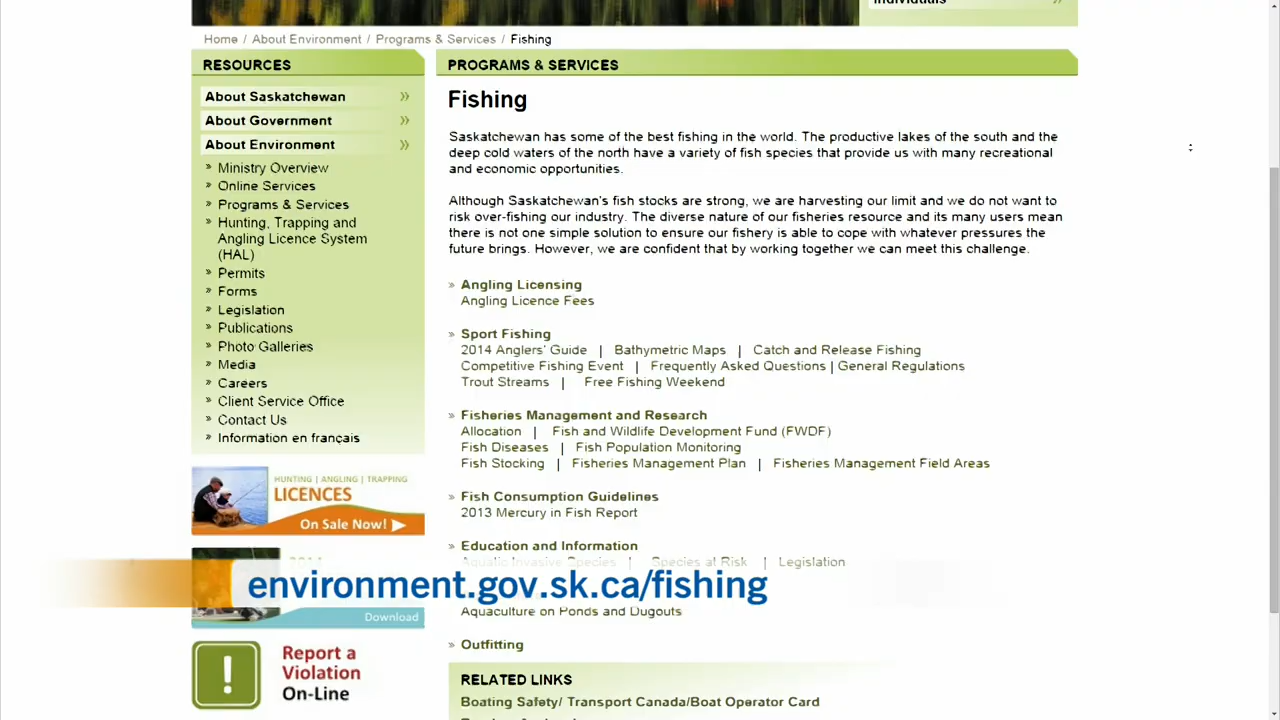 Individuals
Home / About Environment / Programs & Services / Fishing
RESOURCES
About Saskatchewan
About Government
About Environment
Ministry Overview
Online Services
Programs & Services
Hunting, Trapping and
Angling Licence System
(HAL)
Permits
Forms
Legislation
Publications
Photo Galleries
Media
Careers
Client Service Office
Contact Us
Information en français
HUNTING | ANGLING | TRAPPING
LICENCES
On Sale Now!
2014
Download
Report a
Violation
On-Line
PROGRAMS & SERVICES
Fishing
Saskatchewan has some of the best fishing in the world. The productive lakes of the south and the
deep cold waters of the north have a variety of fish species that provide us with many recreational
and economic opportunities.
Although Saskatchewan's fish stocks are strong, we are harvesting our limit and we do not want to
risk over-fishing our industry. The diverse nature of our fisheries resource and its many users mean
there is not one simple solution to ensure our fishery is able to cope with whatever pressures the
future brings. However, we are confident that by working together we can meet this challenge.
Angling Licensing
Angling Licence Fees
Sport Fishing
2014 Anglers' Guide | Bathymetric Maps | Catch and Release Fishing
Competitive Fishing Event | Frequently Asked Questions | General Regulations
Trout Streams | Free Fishing Weekend
Fisheries Management and Research
Allocation | Fish and Wildlife Development Fund (FWDF)
Fish Diseases | Fish Population Monitoring
Fish Stocking | Fisheries Management Plan | Fisheries Management Field Areas
Fish Consumption Guidelines
2013 Mercury in Fish Report
Education and Information
Aquatic Invasive Species | Species at Risk | Legislation
environment.gov.sk.ca/fishing
Aquaculture on Ponds and Dugouts
Outfitting
RELATED LINKS
Boating Safety/ Transport Canada/Boat Operator Card